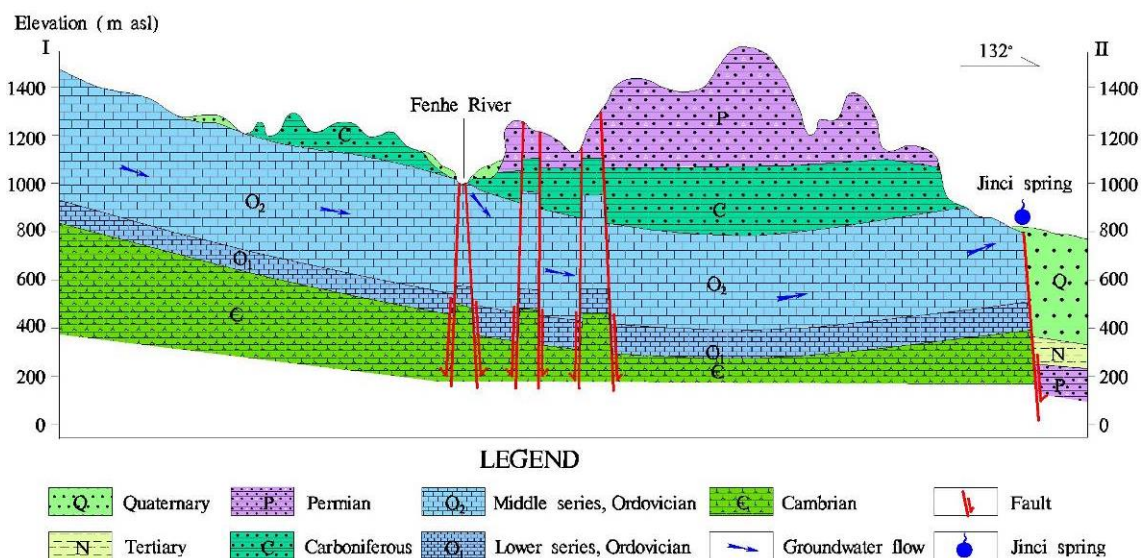 Elevation ( m asl)
I
II
132°
1400
1400
Fenhe River
1200
P
1200
C
1000
1000
Jinci spring
O₂
C
800
800
O₁
600
O₂
Q
600
Є
400
400
O₁
N
200
Є
P
200
0
0
LEGEND
Q Quaternary
P Permian
O₂ Middle series, Ordovician
Є Cambrian
Fault
N Tertiary
C Carboniferous
O₁ Lower series, Ordovician
Groundwater flow
Jinci spring